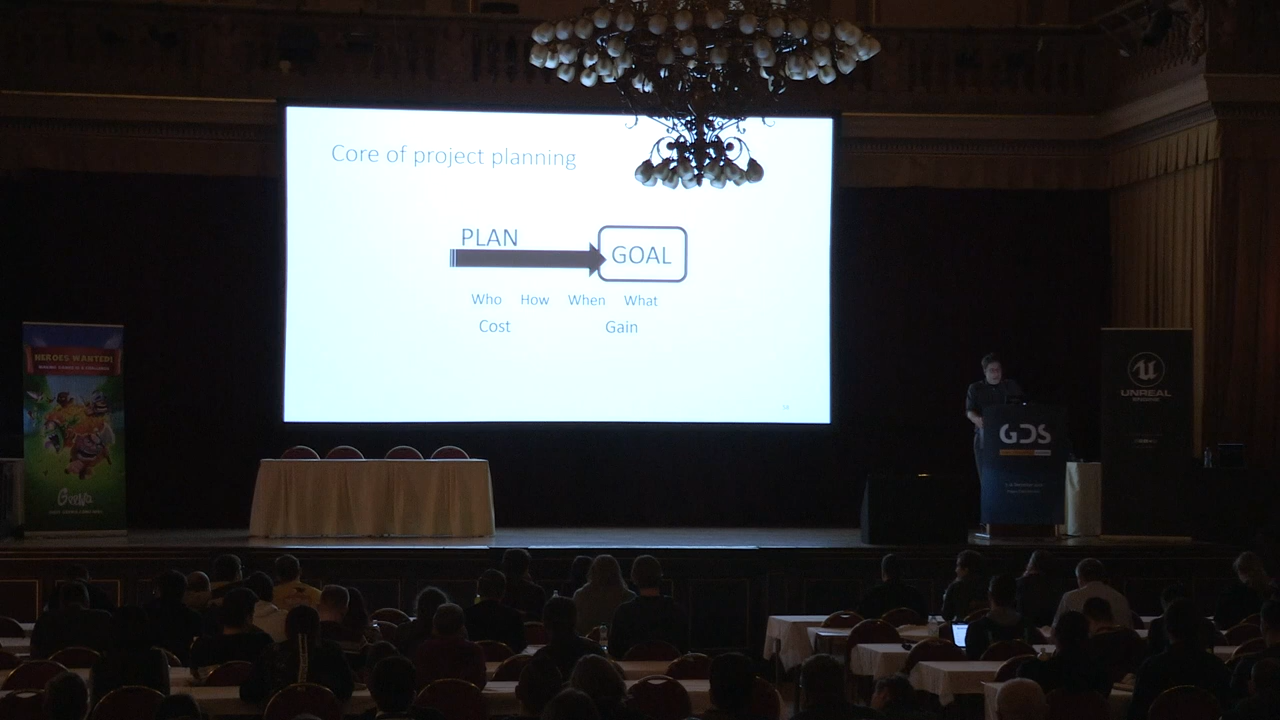 Core of project planning
PLAN
GOAL
Who How When What
Cost Gain
HEROES WANTED!
UNREAL
GDS